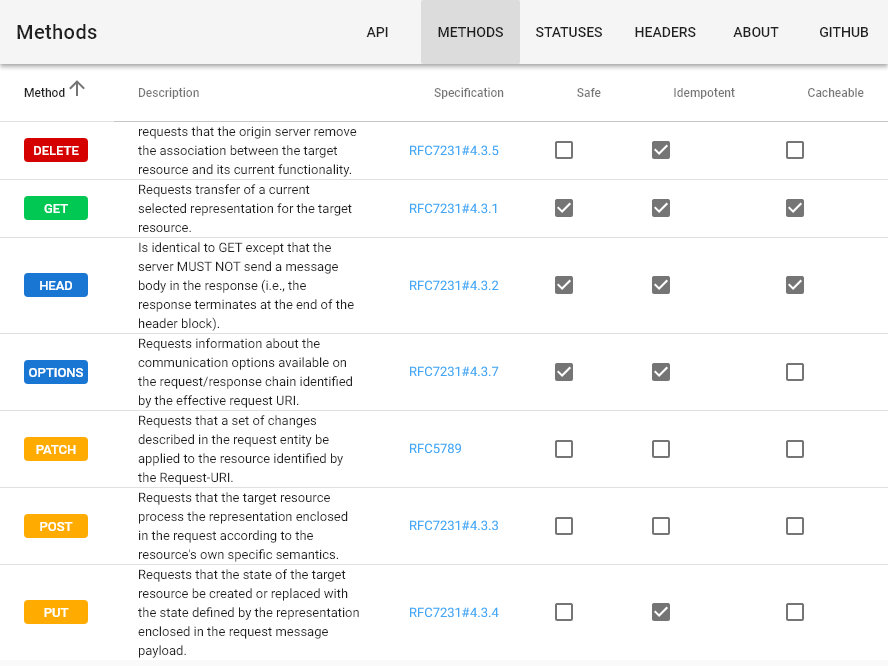 Methods API METHODS STATUSES HEADERS ABOUT GITHUB
Method Description Specification Safe Idempotent Cacheable
DELETE
requests that the origin server remove
the association between the target
resource and its current functionality.
RFC7231#4.3.5
GET
Requests transfer of a current
selected representation for the target
resource.
RFC7231#4.3.1
HEAD
Is identical to GET except that the
server MUST NOT send a message
body in the response (i.e., the
response terminates at the end of the
header block).
RFC7231#4.3.2
OPTIONS
Requests information about the
communication options available on
the request/response chain identified
by the effective request URI.
RFC7231#4.3.7
PATCH
Requests that a set of changes
described in the request entity be
applied to the resource identified by
the Request-URI.
RFC5789
POST
Requests that the target resource
process the representation enclosed
in the request according to the
resource's own specific semantics.
RFC7231#4.3.3
PUT
Requests that the state of the target
resource be created or replaced with
the state defined by the representation
enclosed in the request message
payload.
RFC7231#4.3.4